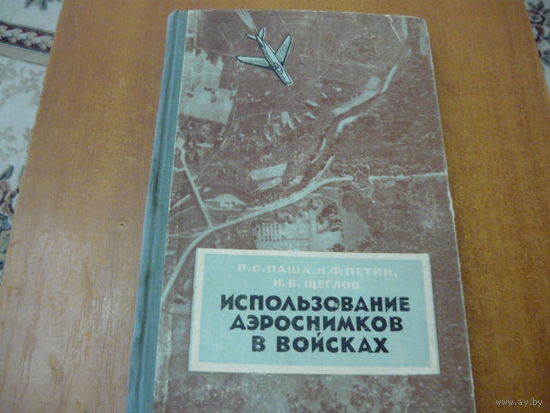 П. С. ПАША, Н. Ф. ПЕТИН,
И. В. ЩЕГЛОВ
ИСПОЛЬЗОВАНИЕ
АЭРОСНИМКОВ
В ВОЙСКАХ
www.ay.by